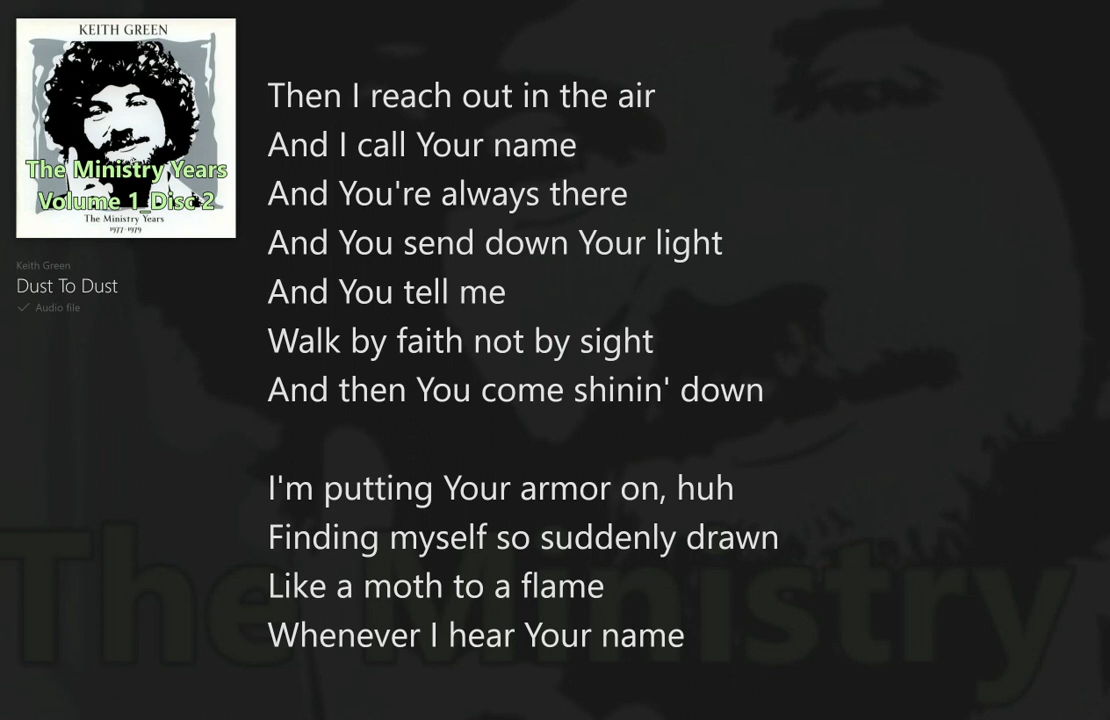 KEITH GREEN
The Ministry Years
Volume 1_Disc 2
The Ministry Years
1977-1979
Keith Green
Dust To Dust
Audio file
Then I reach out in the air
And I call Your name
And You're always there
And You send down Your light
And You tell me
Walk by faith not by sight
And then You come shinin' down
I'm putting Your armor on, huh
Finding myself so suddenly drawn
Like a moth to a flame
Whenever I hear Your name
The Ministry